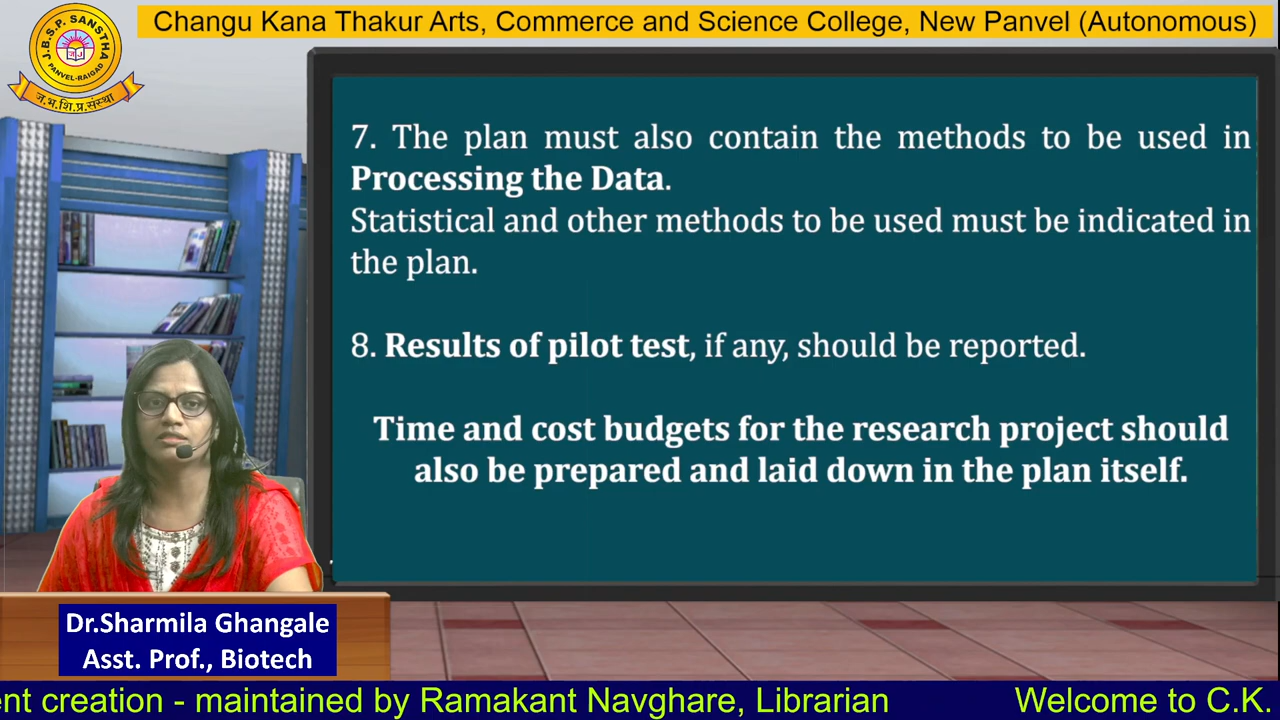 Changu Kana Thakur Arts, Commerce and Science College, New Panvel (Autonomous)
J.B.S.P. SANSTHA
PANVEL-RAIGAD
ज.भ.शि.प्र.संस्था
7. The plan must also contain the methods to be used in
Processing the Data.
Statistical and other methods to be used must be indicated in
the plan.
8. Results of pilot test, if any, should be reported.
Time and cost budgets for the research project should
also be prepared and laid down in the plan itself.
Dr.Sharmila Ghangale
Asst. Prof., Biotech
nt creation - maintained by Ramakant Navghare, Librarian Welcome to C.K.